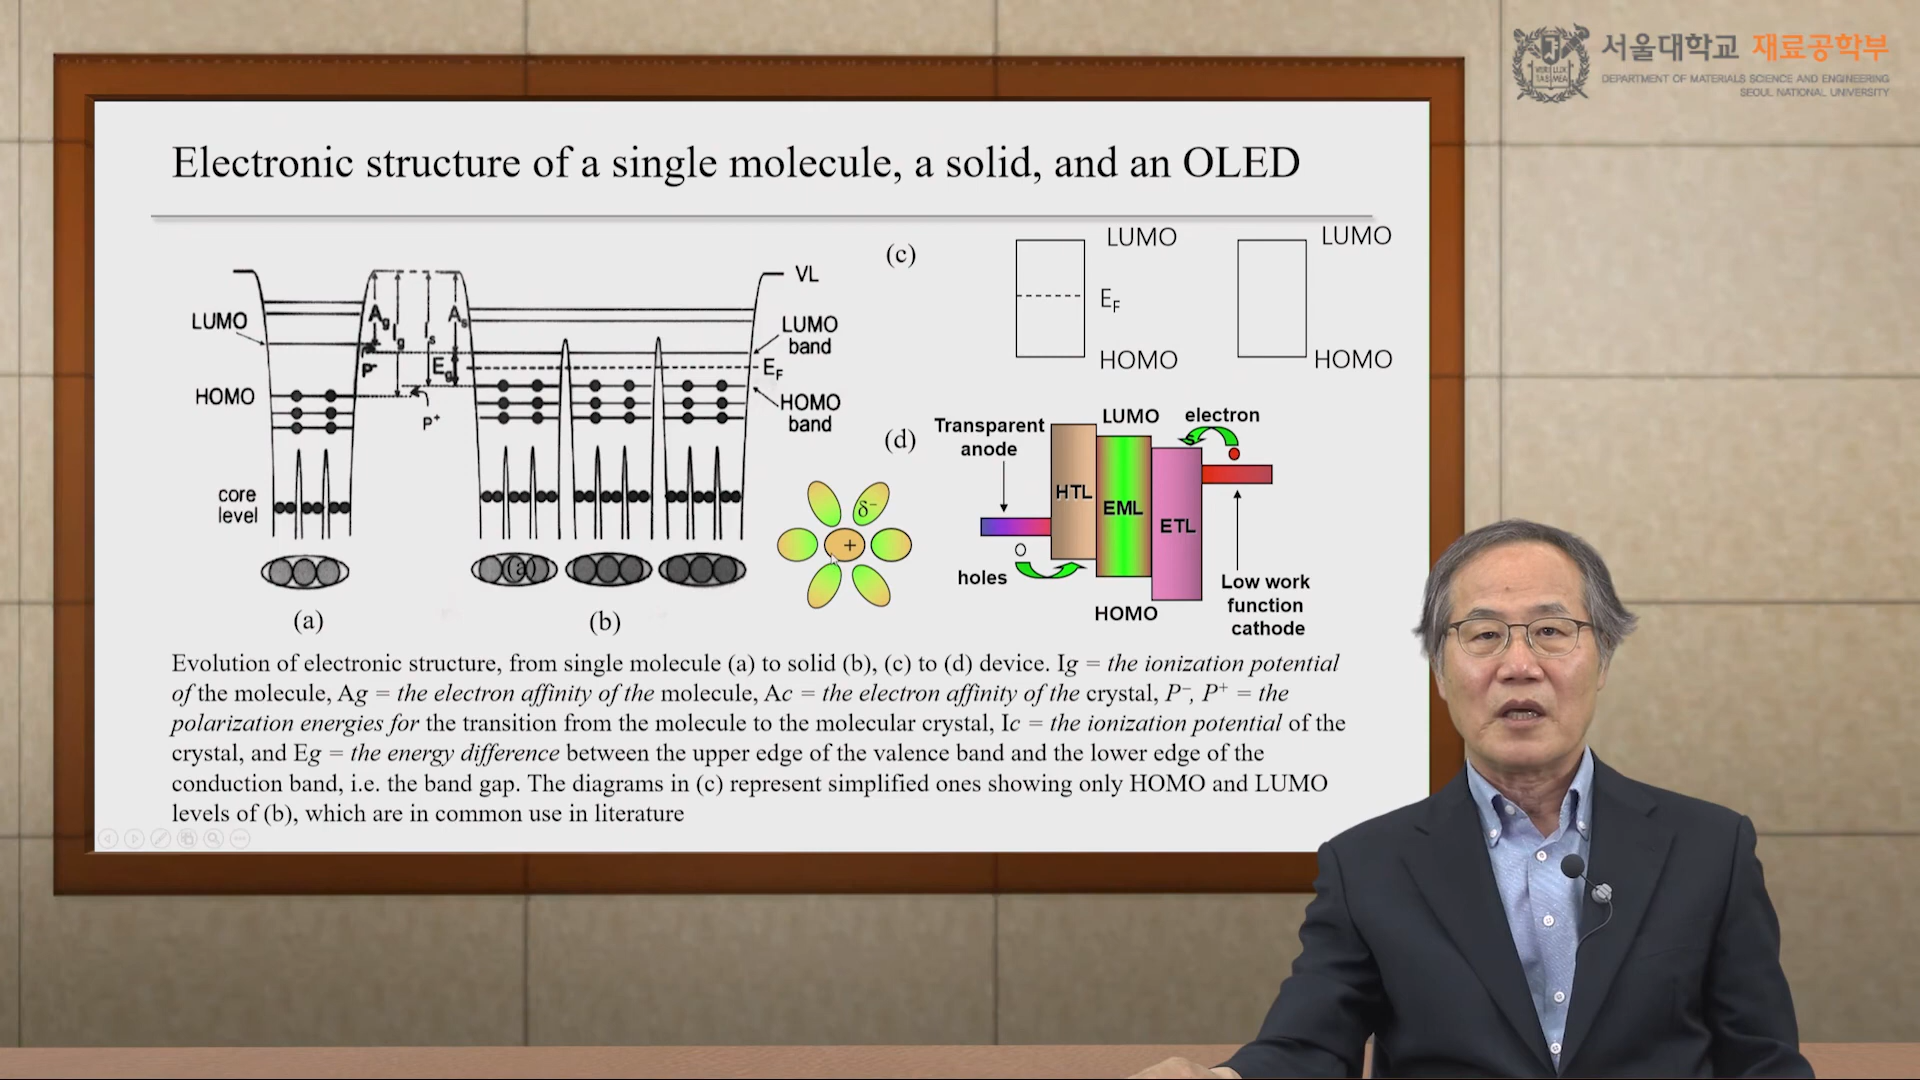 서울대학교 재료공학부
DEPARTMENT OF MATERIALS SCIENCE AND ENGINEERING
SEOUL NATIONAL UNIVERSITY
Electronic structure of a single molecule, a solid, and an OLED
VL
LUMO
HOMO
core
level
Ag
Ig
Is
As
P⁻
P⁺
Eg
LUMO
band
EF
HOMO
band
(a)
(a)
(b)
(c)
LUMO
EF
HOMO
LUMO
HOMO
(d)
δ⁻
+
Transparent
anode
LUMO
electron
s
HTL
EML
ETL
holes
HOMO
Low work
function
cathode
Evolution of electronic structure, from single molecule (a) to solid (b), (c) to (d) device. Ig = the ionization potential
of the molecule, Ag = the electron affinity of the molecule, Ac = the electron affinity of the crystal, P⁻, P⁺ = the
polarization energies for the transition from the molecule to the molecular crystal, Ic = the ionization potential of the
crystal, and Eg = the energy difference between the upper edge of the valence band and the lower edge of the
conduction band, i.e. the band gap. The diagrams in (c) represent simplified ones showing only HOMO and LUMO
levels of (b), which are in common use in literature